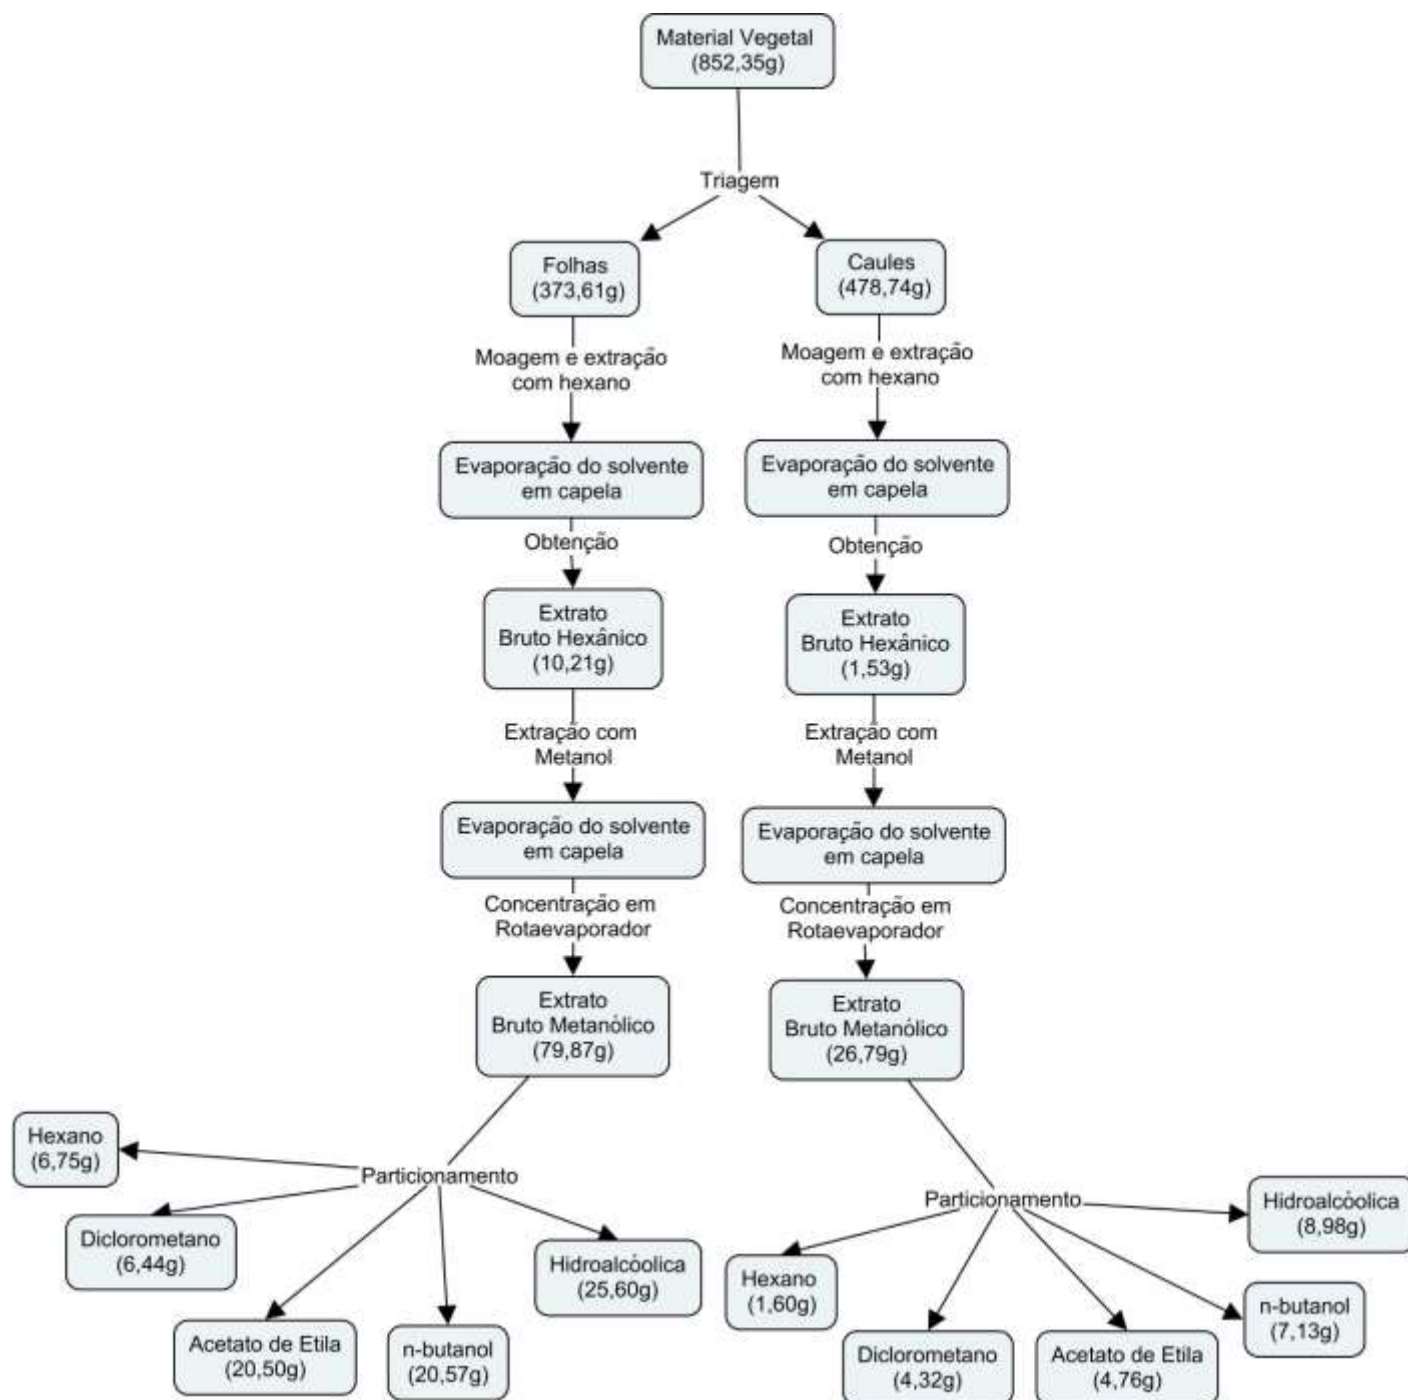 Material Vegetal
(852,35g)
Triagem
Folhas
(373,61g)
Caules
(478,74g)
Moagem e extração
com hexano
Moagem e extração
com hexano
Evaporação do solvente
em capela
Evaporação do solvente
em capela
Obtenção
Obtenção
Extrato
Bruto Hexânico
(10,21g)
Extrato
Bruto Hexânico
(1,53g)
Extração com
Metanol
Extração com
Metanol
Evaporação do solvente
em capela
Evaporação do solvente
em capela
Concentração em
Rotaevaporador
Concentração em
Rotaevaporador
Extrato
Bruto Metanólico
(79,87g)
Extrato
Bruto Metanólico
(26,79g)
Hexano
(6,75g)
Particionamento
Diclorometano
(6,44g)
Hidroalcóolica
(25,60g)
Acetato de Etila
(20,50g)
n-butanol
(20,57g)
Particionamento
Hidroalcóolica
(8,98g)
Hexano
(1,60g)
n-butanol
(7,13g)
Diclorometano
(4,32g)
Acetato de Etila
(4,76g)